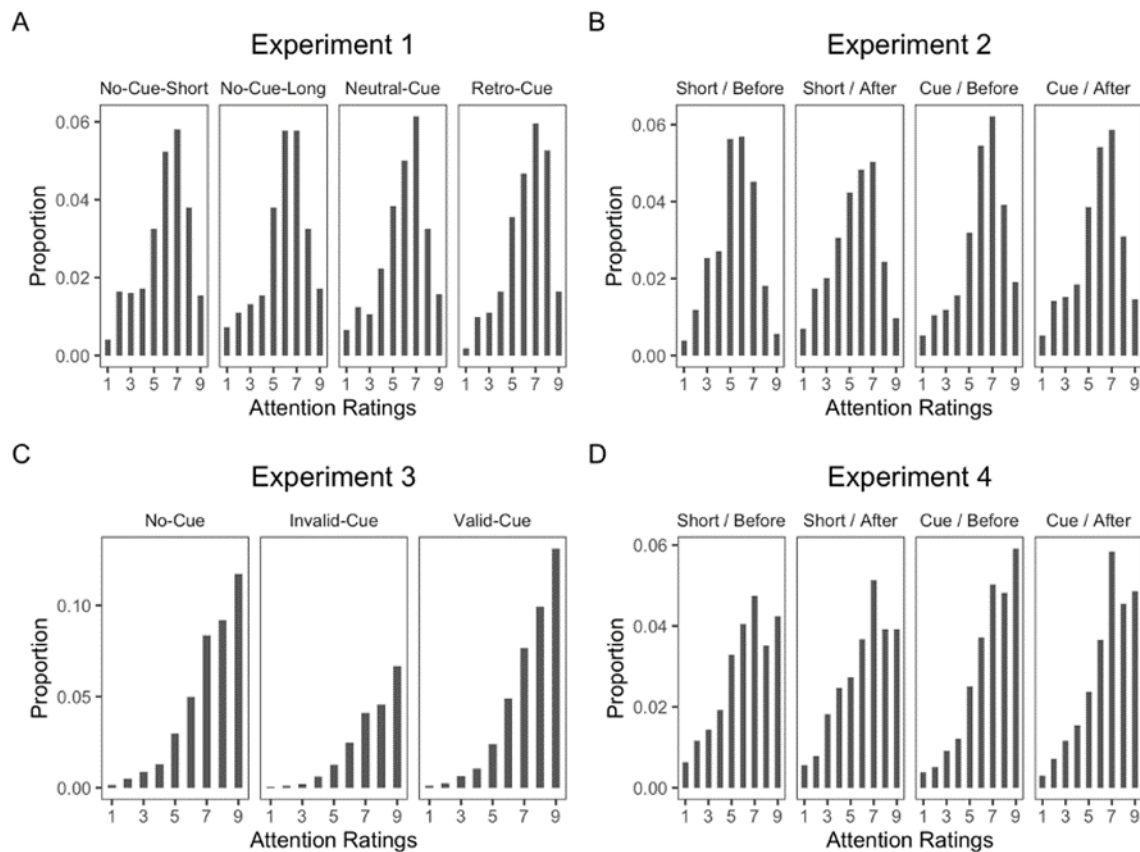 A
Experiment 1
No-Cue-Short No-Cue-Long Neutral-Cue Retro-Cue
0.06
0.04
0.02
0.00
Proportion
1 3 5 7 9 1 3 5 7 9 1 3 5 7 9 1 3 5 7 9
Attention Ratings
B
Experiment 2
Short / Before Short / After Cue / Before Cue / After
0.06
0.04
0.02
0.00
Proportion
1 3 5 7 9 1 3 5 7 9 1 3 5 7 9 1 3 5 7 9
Attention Ratings
C
Experiment 3
No-Cue Invalid-Cue Valid-Cue
0.10
0.05
0.00
Proportion
1 3 5 7 9 1 3 5 7 9 1 3 5 7 9
Attention Ratings
D
Experiment 4
Short / Before Short / After Cue / Before Cue / After
0.06
0.04
0.02
0.00
Proportion
1 3 5 7 9 1 3 5 7 9 1 3 5 7 9 1 3 5 7 9
Attention Ratings